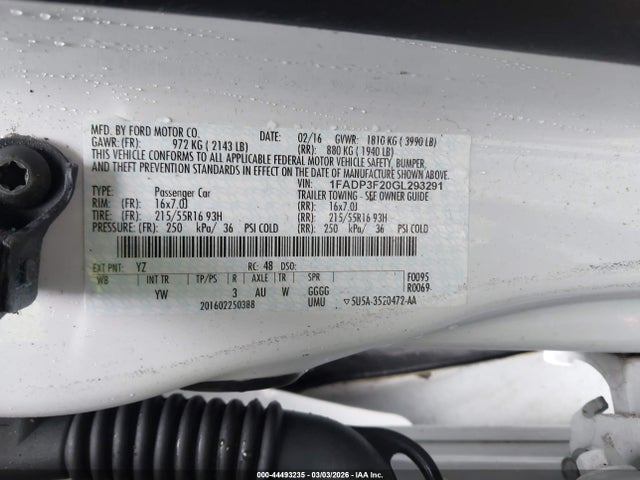 MFD. BY FORD MOTOR CO. DATE: 02/16 GVWR: 1810 KG ( 3990 LB)
GAWR: (FR): 972 KG ( 2143 LB) (RR): 880 KG ( 1940 LB)
THIS VEHICLE CONFORMS TO ALL APPLICABLE FEDERAL MOTOR VEHICLE SAFETY, BUMPER,
AND THEFT PREVENTION STANDARDS IN EFFECT ON THE DATE OF MANUFACTURE SHOWN ABOVE.
VIN: 1FADP3F20GL293291
TYPE: Passenger Car TRAILER TOWING - SEE OWNER GUIDE
RIM: (FR): 16x7.0J (RR): 16x7.0J
TIRE: (FR): 215/55R16 93H (RR): 215/55R16 93H
PRESSURE: (FR): 250 kPa/ 36 PSI COLD (RR): 250 kPa/ 36 PSI COLD
EXT PNT: YZ RC: 48 DSO: F0095
WB INT TR TP/PS R AXLE TR SPR R0069
YW 3 AU W GGGG
201602250388 UMU ▽ 5U5A-3520472-AA
000-44493235 - 03/03/2026 - IAA Inc.